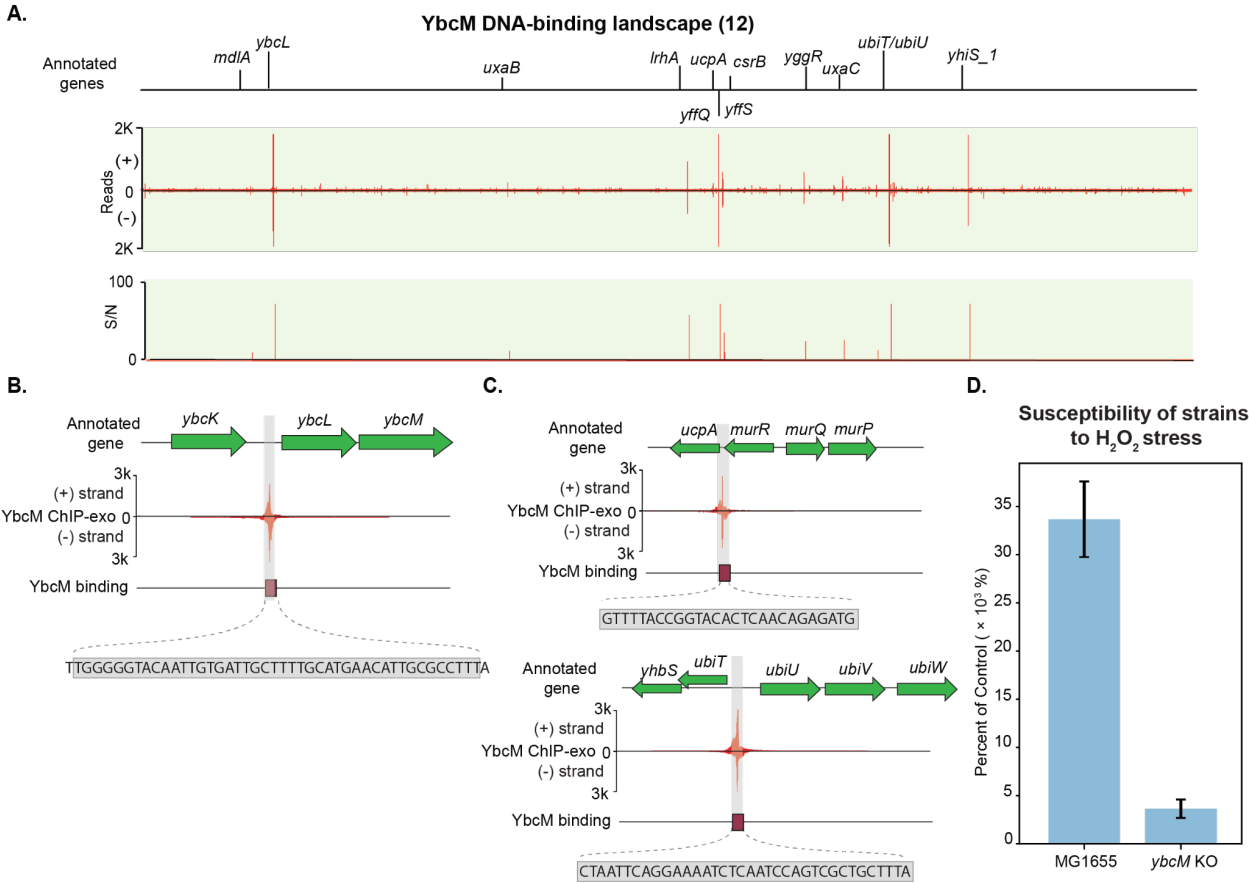 A.
YbcM DNA-binding landscape (12)
Annotated genes
mdlA
ybcL
uxaB
lrhA
ucpA
csrB
yggR
uxaC
ubiT/ubiU
yhiS_1
yffQ
yffS
2K
(+)
Reads
0
(-)
2K
100
S/N
0
B.
Annotated gene
ybcK
ybcL
ybcM
3k
(+) strand
YbcM ChIP-exo 0
(-) strand
3k
YbcM binding
TTGGGGGTACAATTGTGATTGCTTTTGCATGAACATTGCGCCTTTA
C.
Annotated gene
ucpA
murR
murQ
murP
3k
(+) strand
YbcM ChIP-exo 0
(-) strand
3k
YbcM binding
GTTTTACCGGTACACTCAACAGAGATG
Annotated gene
yhbS
ubiT
ubiU
ubiV
ubiW
3k
(+) strand
YbcM ChIP-exo 0
(-) strand
3k
YbcM binding
CTAATTCAGGAAAATCTCAATCCAGTCGCTGCTTTA
D.
Susceptibility of strains
to H₂O₂ stress
Percent of Control ( × 10³ %)
35
30
25
20
15
10
5
0
MG1655
ybcM KO